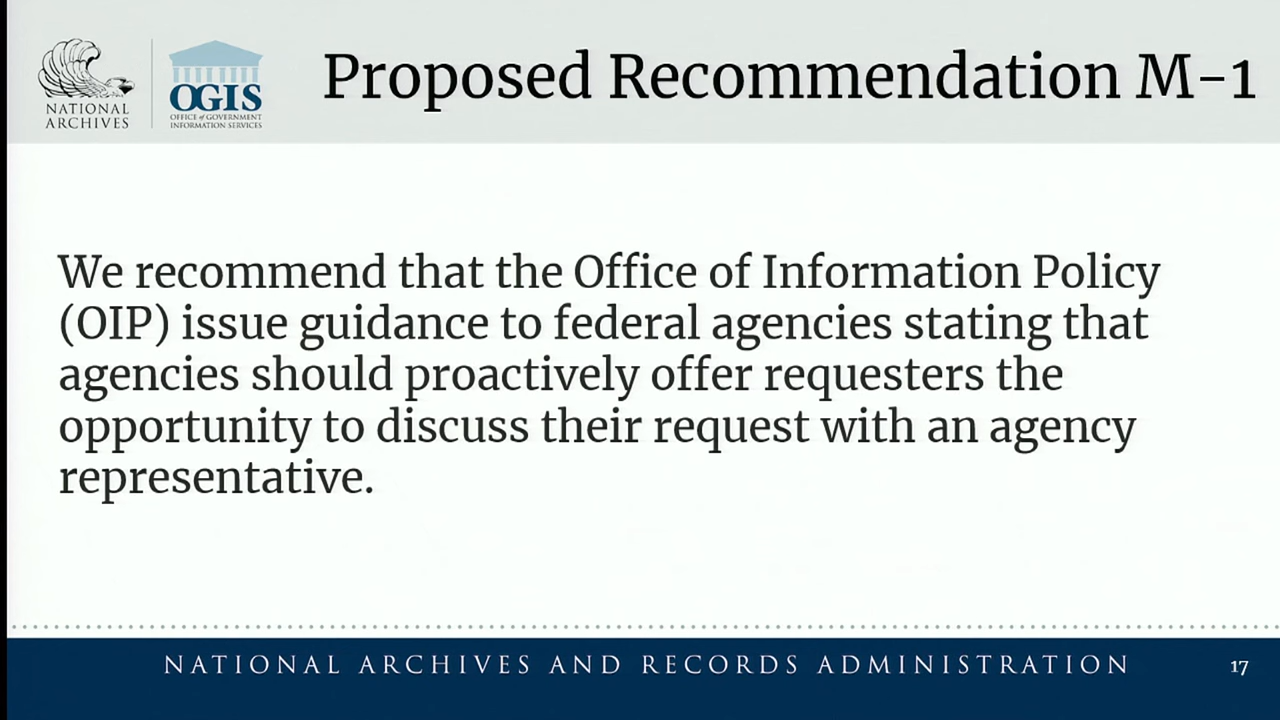 NATIONAL
ARCHIVES
OGIS
OFFICE of GOVERNMENT
INFORMATION SERVICES
Proposed Recommendation M-1
We recommend that the Office of Information Policy
(OIP) issue guidance to federal agencies stating that
agencies should proactively offer requesters the
opportunity to discuss their request with an agency
representative.
NATIONAL ARCHIVES AND RECORDS ADMINISTRATION
17